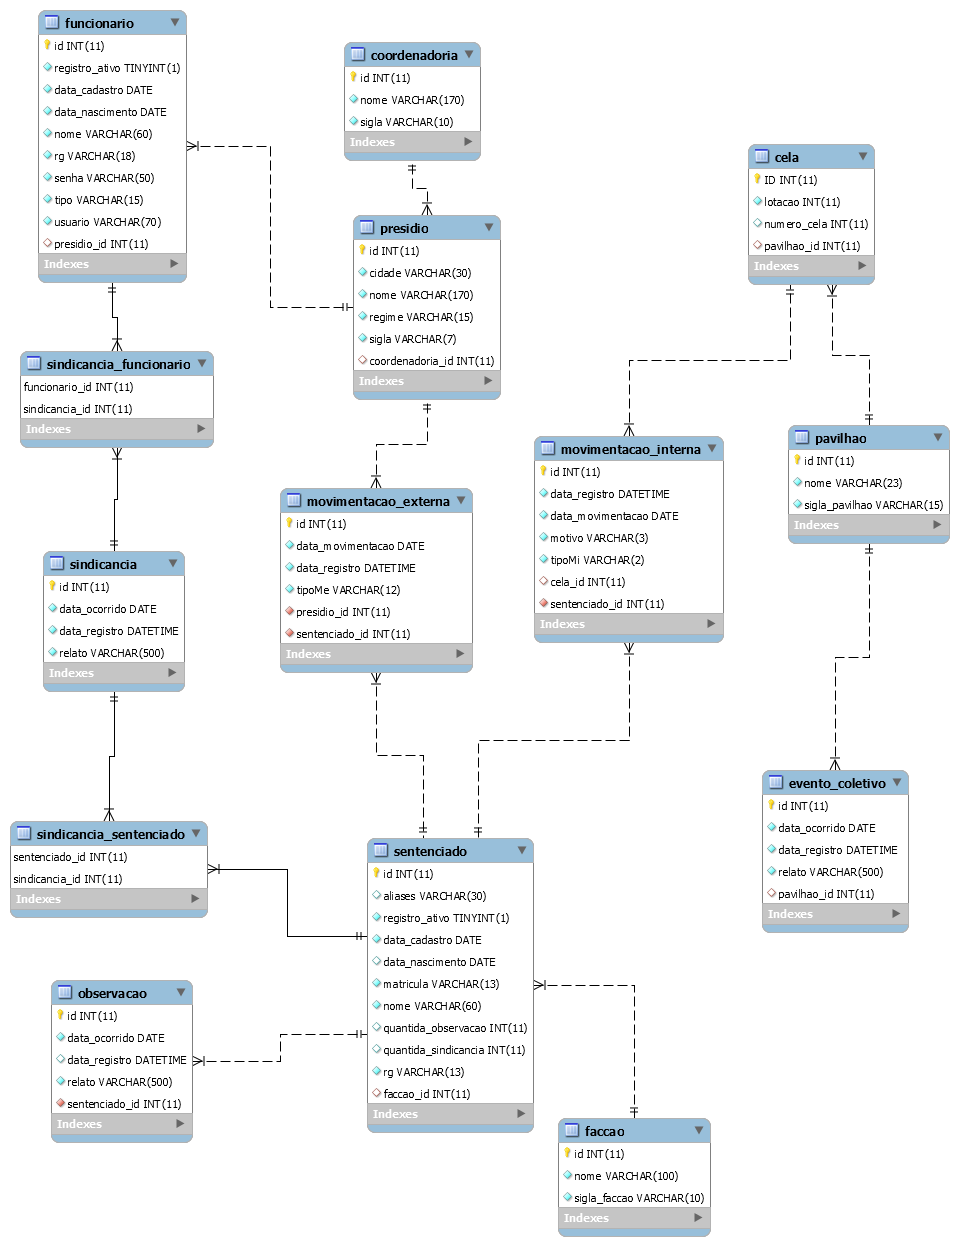 funcionario
id INT(11)
registro_ativo TINYINT(1)
data_cadastro DATE
data_nascimento DATE
nome VARCHAR(60)
rg VARCHAR(18)
senha VARCHAR(50)
tipo VARCHAR(15)
usuario VARCHAR(70)
presidio_id INT(11)
Indexes
coordenadoria
id INT(11)
nome VARCHAR(170)
sigla VARCHAR(10)
Indexes
cela
ID INT(11)
lotacao INT(11)
numero_cela INT(11)
pavilhao_id INT(11)
Indexes
presidio
id INT(11)
cidade VARCHAR(30)
nome VARCHAR(170)
regime VARCHAR(15)
sigla VARCHAR(7)
coordenadoria_id INT(11)
Indexes
sindicancia_funcionario
funcionario_id INT(11)
sindicancia_id INT(11)
Indexes
pavilhao
id INT(11)
nome VARCHAR(23)
sigla_pavilhao VARCHAR(15)
Indexes
movimentacao_interna
id INT(11)
data_registro DATETIME
data_movimentacao DATE
motivo VARCHAR(3)
tipoMi VARCHAR(2)
cela_id INT(11)
sentenciado_id INT(11)
Indexes
movimentacao_externa
id INT(11)
data_movimentacao DATE
data_registro DATETIME
tipoMe VARCHAR(12)
presidio_id INT(11)
sentenciado_id INT(11)
Indexes
sindicancia
id INT(11)
data_ocorrido DATE
data_registro DATETIME
relato VARCHAR(500)
Indexes
evento_coletivo
id INT(11)
data_ocorrido DATE
data_registro DATETIME
relato VARCHAR(500)
pavilhao_id INT(11)
Indexes
sindicancia_sentenciado
sentenciado_id INT(11)
sindicancia_id INT(11)
Indexes
sentenciado
id INT(11)
aliases VARCHAR(30)
registro_ativo TINYINT(1)
data_cadastro DATE
data_nascimento DATE
matricula VARCHAR(13)
nome VARCHAR(60)
quantida_observacao INT(11)
quantida_sindicancia INT(11)
rg VARCHAR(13)
faccao_id INT(11)
Indexes
observacao
id INT(11)
data_ocorrido DATE
data_registro DATETIME
relato VARCHAR(500)
sentenciado_id INT(11)
Indexes
faccao
id INT(11)
nome VARCHAR(100)
sigla_faccao VARCHAR(10)
Indexes